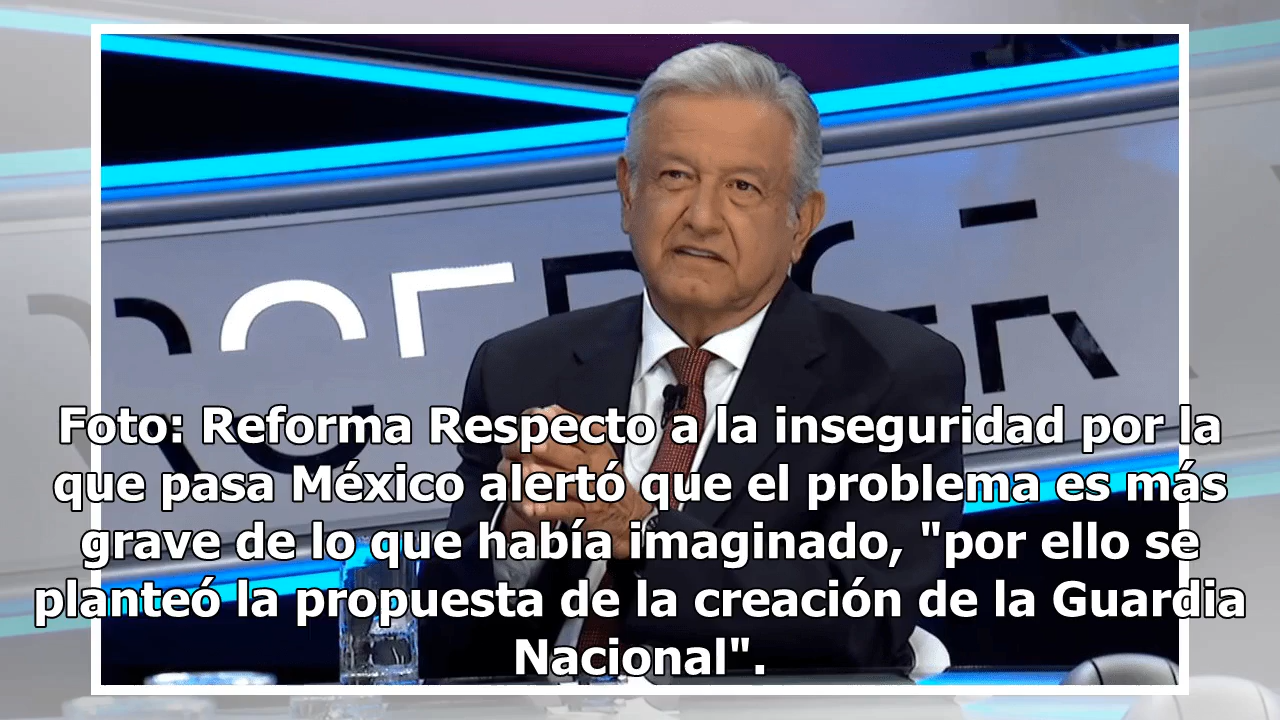 Foto: Reforma Respecto a la inseguridad por la
que pasa México alertó que el problema es más
grave de lo que había imaginado, "por ello se
planteó la propuesta de la creación de la Guardia
Nacional".